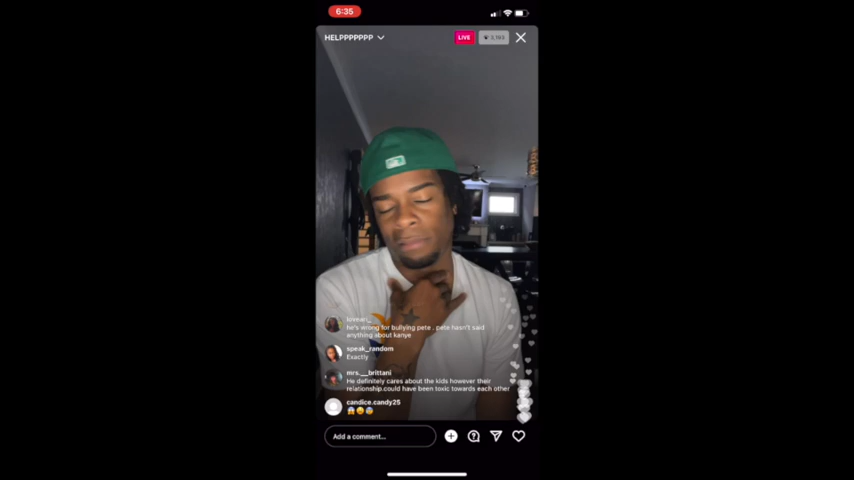 6:35
HELPPPPPPP
LIVE
he's wrong for bullying pete . pete hasn't said
anything about kanye
speak_random
Exactly
mrs.__brittani
He definitely cares about the kids however their
relationship.could have been toxic towards each other
candice.candy25
Add a comment...